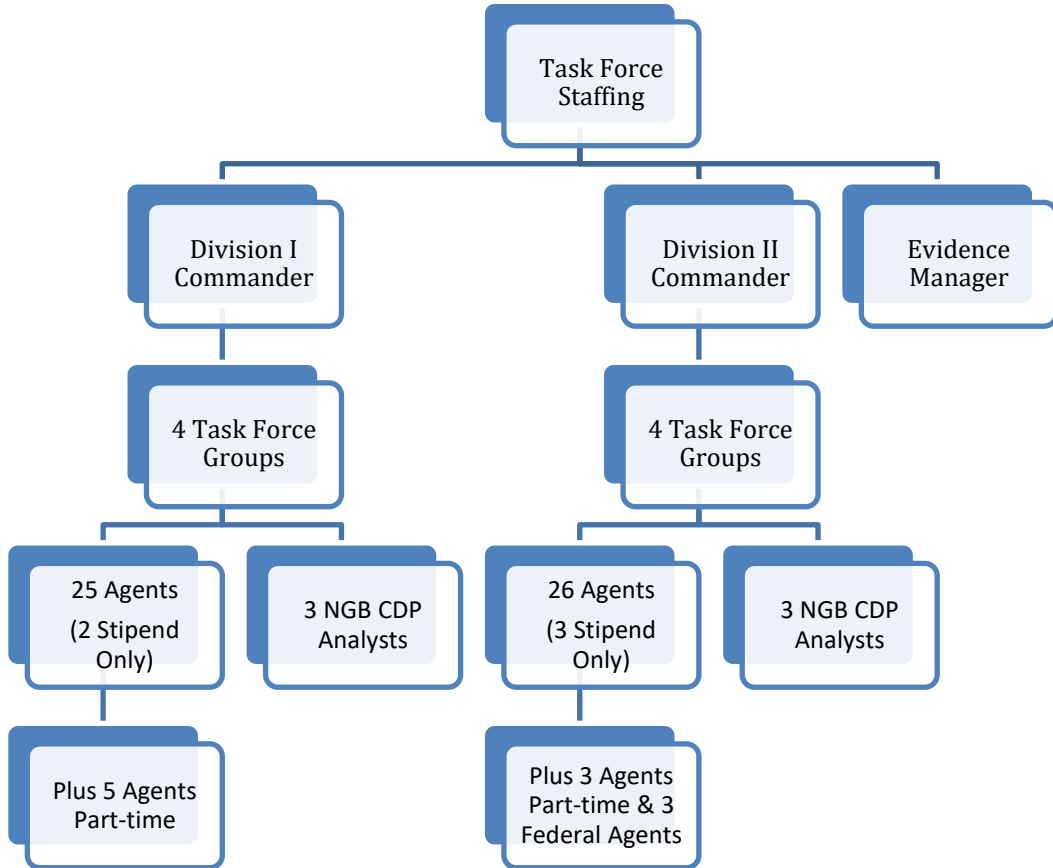 Task Force
Staffing
Division I
Commander
Division II
Commander
Evidence
Manager
4 Task Force
Groups
4 Task Force
Groups
25 Agents
(2 Stipend
Only)
3 NGB CDP
Analysts
26 Agents
(3 Stipend
Only)
3 NGB CDP
Analysts
Plus 5 Agents
Part-time
Plus 3 Agents
Part-time & 3
Federal Agents